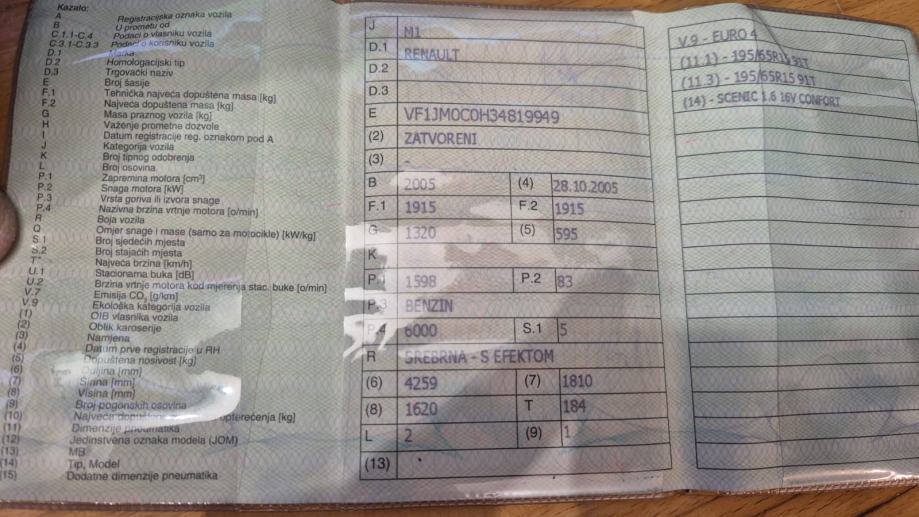 Kazalo:
A Registracijska oznaka vozila
B U prometu od
C.1.1-C.4 Podaci o vlasniku vozila
C.3.1-C.3.3 Podaci o korisniku vozila
D.1 Marka
D.2 Homologacijski tip
D.3 Trgovački naziv
E Broj šasije
F.1 Tehnička najveća dopuštena masa [kg]
F.2 Najveća dopuštena masa [kg]
G Masa praznog vozila [kg]
H Važenje prometne dozvole
I Datum registracije reg. oznakom pod A
J Kategorija vozila
K Broj tipnog odobrenja
L Broj osovina
P.1 Zapremina motora [cm³]
P.2 Snaga motora [kW]
P.3 Vrsta goriva ili izvora snage
P.4 Nazivna brzina vrtnje motora [o/min]
R Boja vozila
Q Omjer snage i mase (samo za motocikle) [kW/kg]
S.1 Broj sjedećih mjesta
S.2 Broj stajaćih mjesta
T* Najveća brzina [km/h]
U.1 Stacionarna buka [dB]
U.2 Brzina vrtnje motora kod mjerenja stac. buke [o/min]
V.7 Emisija CO₂ [g/km]
V.9 Ekološka kategorija vozila
(1) OIB vlasnika vozila
(2) Oblik karoserije
(3) Namjena
(4) Datum prve registracije u RH
(5) Dopuštena nosivost [kg]
(6) Duljina [mm]
(7) Širina [mm]
(8) Visina [mm]
(9) Broj pogonskih osovina
(10) Najveća opterećenja [kg]
(11) Dimenzije pneumatika
(12) Jedinstvena oznaka modela (JOM)
(13) MB
(14) Tip, Model
(15) Dodatne dimenzije pneumatika
J M1
D.1 RENAULT
D.2
D.3
E VF1JM0C0H34819949
(2) ZATVORENI
(3) -
B 2005 (4) 28.10.2005
F.1 1915 F.2 1915
G 1320 (5) 595
K
P.1 1598 P.2 83
P.3 BENZIN
P.4 6000 S.1 5
R SREBRNA - S EFEKTOM
(6) 4259 (7) 1810
(8) 1620 T 184
L 2 (9) 1
(13)
V.9 - EURO 4
(11.1) - 195/65R15 91T
(11.3) - 195/65R15 91T
(14) - SCENIC 1.6 16V CONFORT